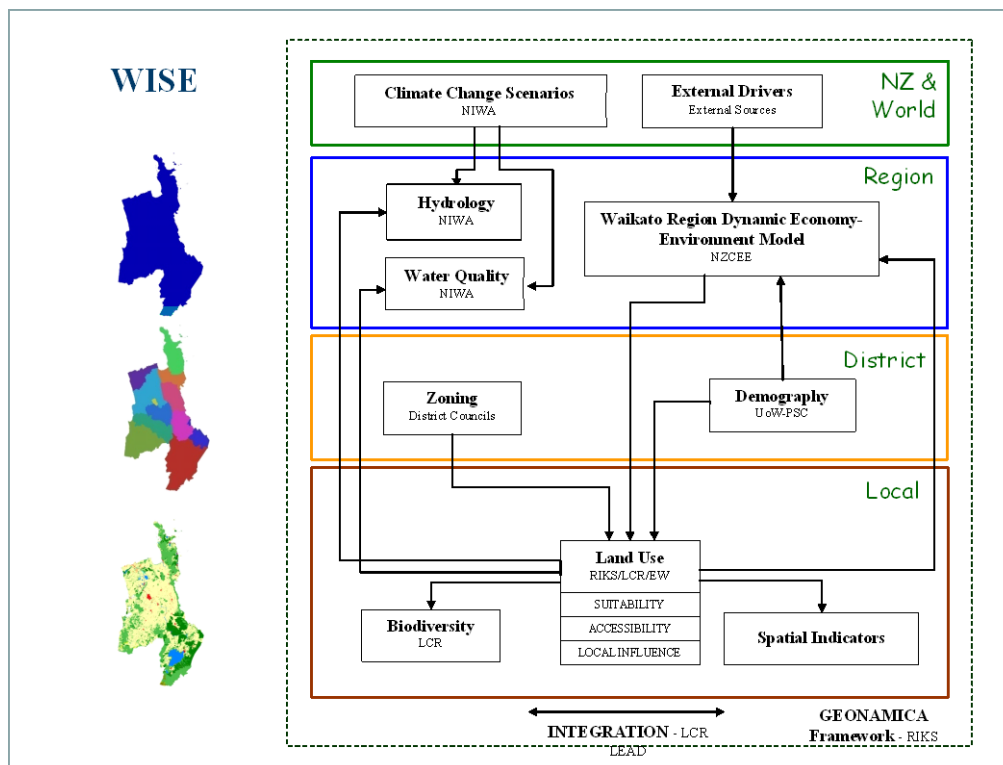 WISE
NZ &
World
Climate Change Scenarios
NIWA
External Drivers
External Sources
Region
Hydrology
NIWA
Waikato Region Dynamic Economy-
Environment Model
NZCEE
Water Quality
NIWA
District
Zoning
District Councils
Demography
UoW-PSC
Local
Land Use
RIKS/LCR/EW
SUITABILITY
ACCESSIBILITY
LOCAL INFLUENCE
Biodiversity
LCR
Spatial Indicators
INTEGRATION - LCR
LEAD
GEONAMICA
Framework - RIKS